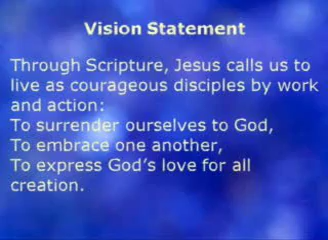 Vision Statement
Through Scripture, Jesus calls us to
live as courageous disciples by work
and action:
To surrender ourselves to God,
To embrace one another,
To express God's love for all
creation.